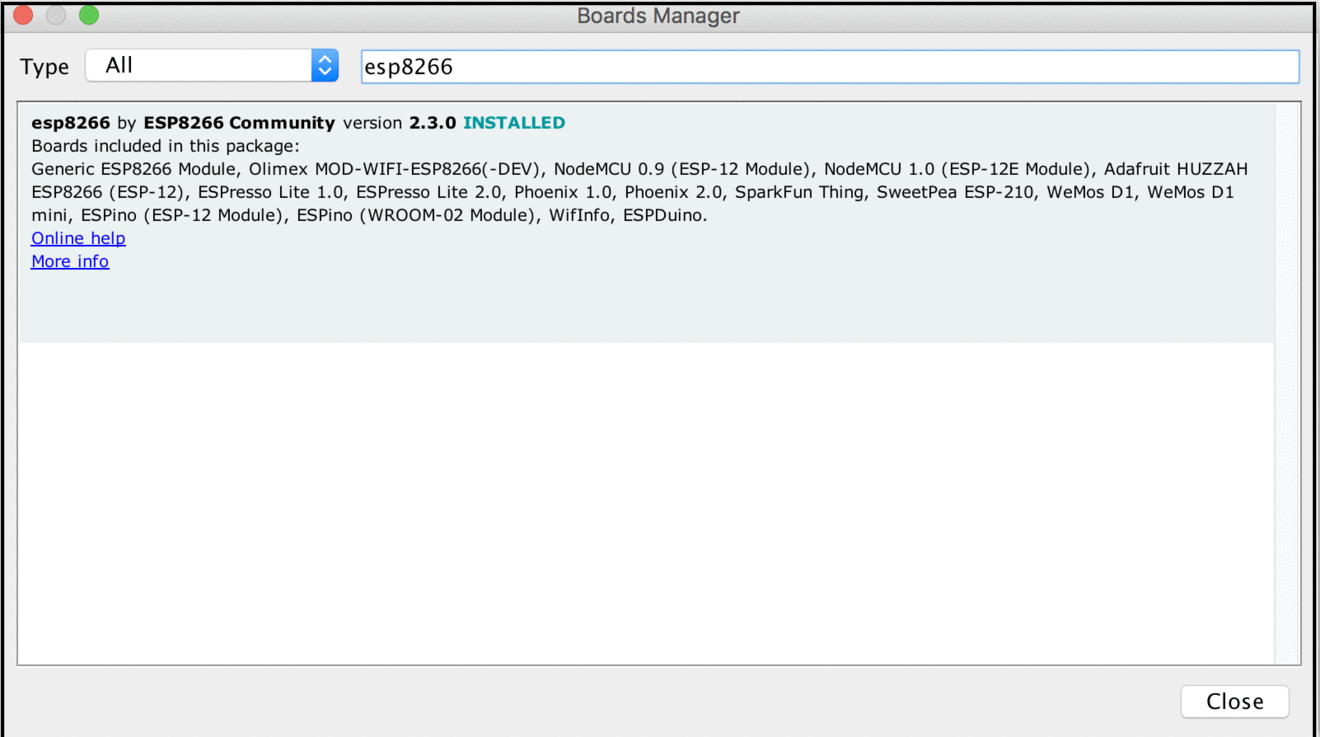 Boards Manager
Type All esp8266
esp8266 by ESP8266 Community version 2.3.0 INSTALLED
Boards included in this package:
Generic ESP8266 Module, Olimex MOD-WIFI-ESP8266(-DEV), NodeMCU 0.9 (ESP-12 Module), NodeMCU 1.0 (ESP-12E Module), Adafruit HUZZAH
ESP8266 (ESP-12), ESPresso Lite 1.0, ESPresso Lite 2.0, Phoenix 1.0, Phoenix 2.0, SparkFun Thing, SweetPea ESP-210, WeMos D1, WeMos D1
mini, ESPino (ESP-12 Module), ESPino (WROOM-02 Module), WifInfo, ESPDuino.
Online help
More info
Close